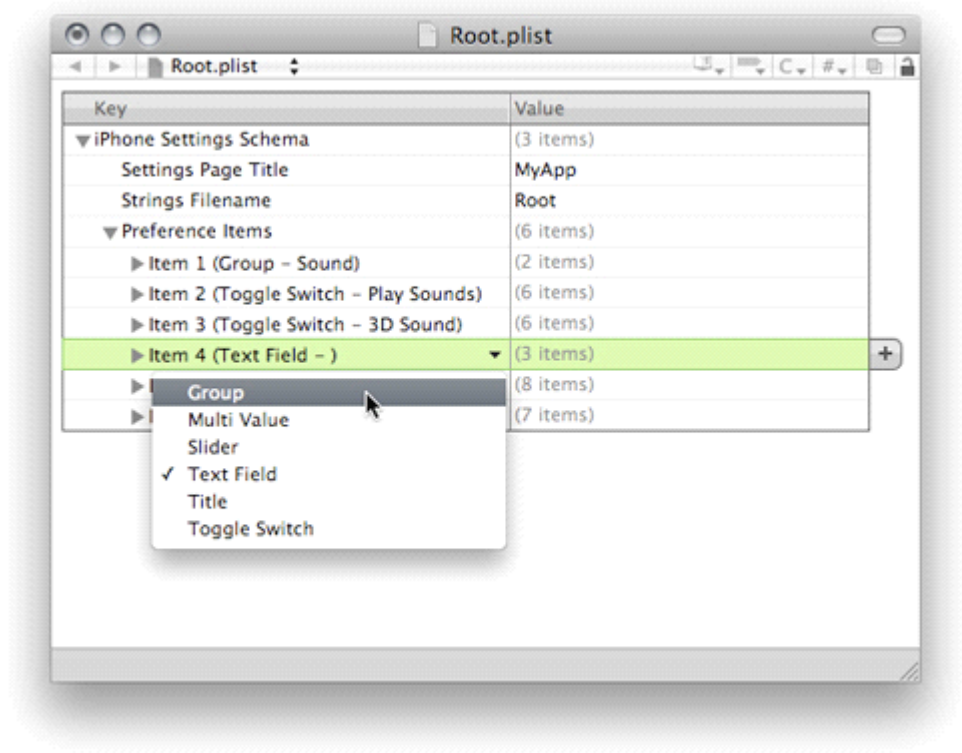 Root.plist
Root.plist C #
Key Value
iPhone Settings Schema (3 items)
Settings Page Title MyApp
Strings Filename Root
Preference Items (6 items)
Item 1 (Group – Sound) (2 items)
Item 2 (Toggle Switch – Play Sounds) (6 items)
Item 3 (Toggle Switch – 3D Sound) (6 items)
Item 4 (Text Field – ) (3 items) +
(8 items)
(7 items)
Group
Multi Value
Slider
✓ Text Field
Title
Toggle Switch